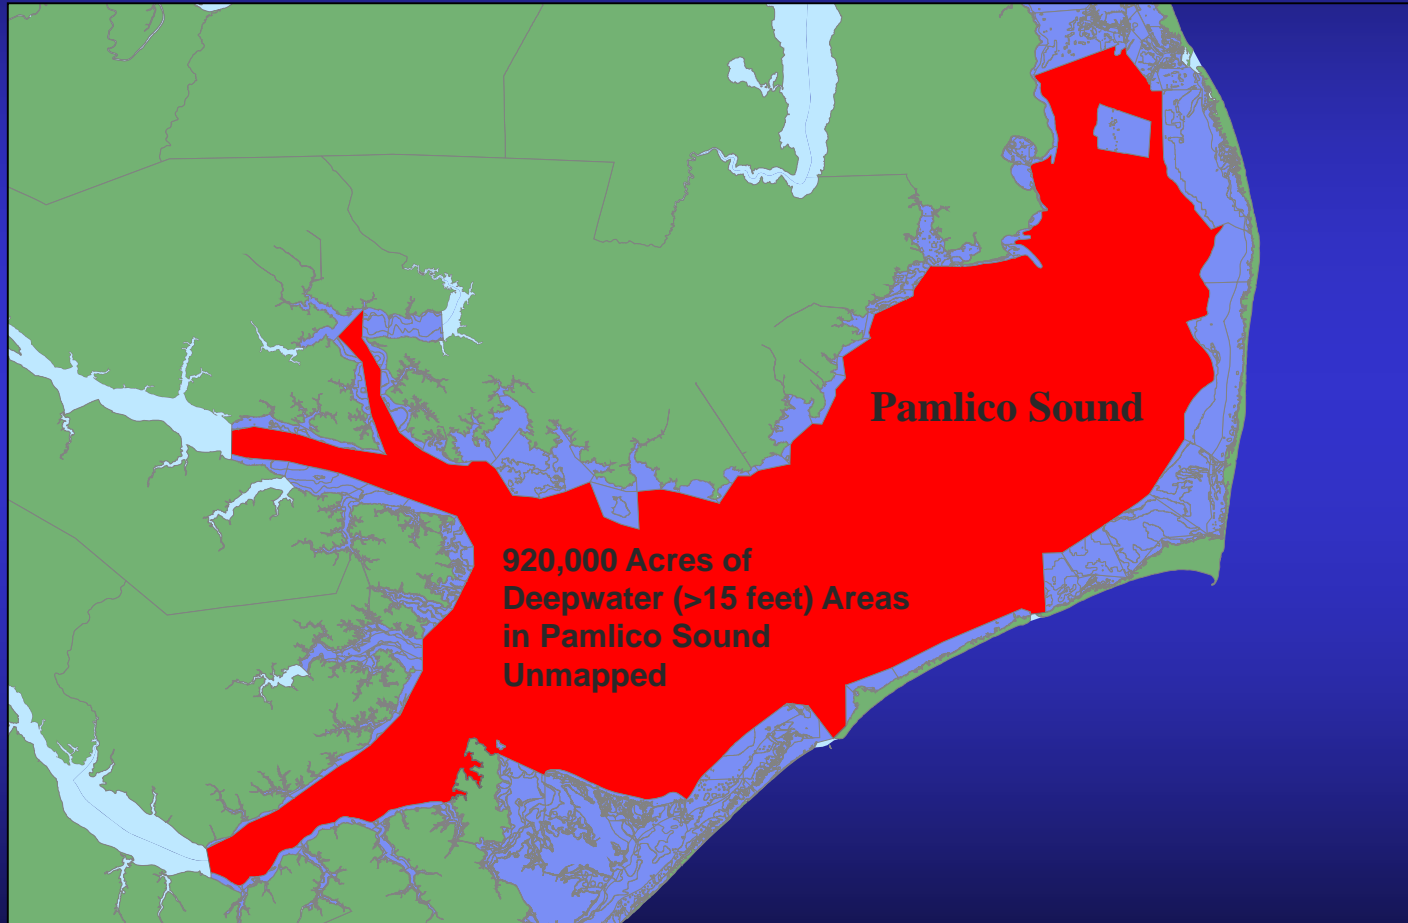 Pamlico Sound
920,000 Acres of
Deepwater (>15 feet) Areas
in Pamlico Sound
Unmapped